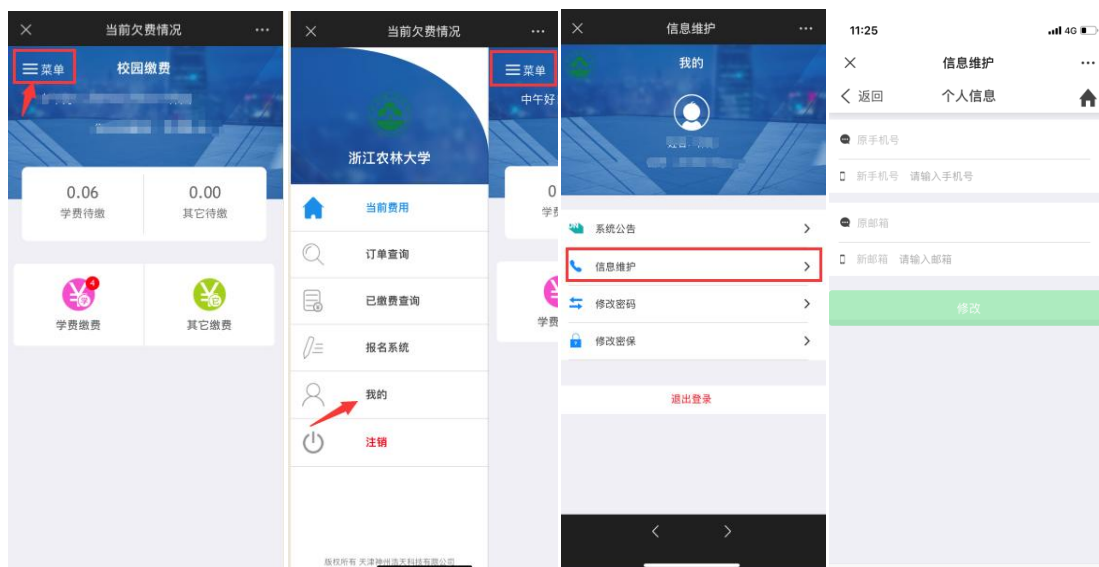 当前欠费情况
菜单
校园缴费
0.06
学费待缴
0.00
其它待缴
4
学费缴费
其它缴费
当前欠费情况
浙江农林大学
当前费用
订单查询
已缴费查询
报名系统
我的
注销
版权所有 天津神州浩天科技有限公司
菜单
中午好
0
学费
学费
信息维护
我的
系统公告
信息维护
修改密码
修改密保
退出登录
11:25
4G
信息维护
返回
个人信息
原手机号
新手机号 请输入手机号
原邮箱
新邮箱 请输入邮箱
修改